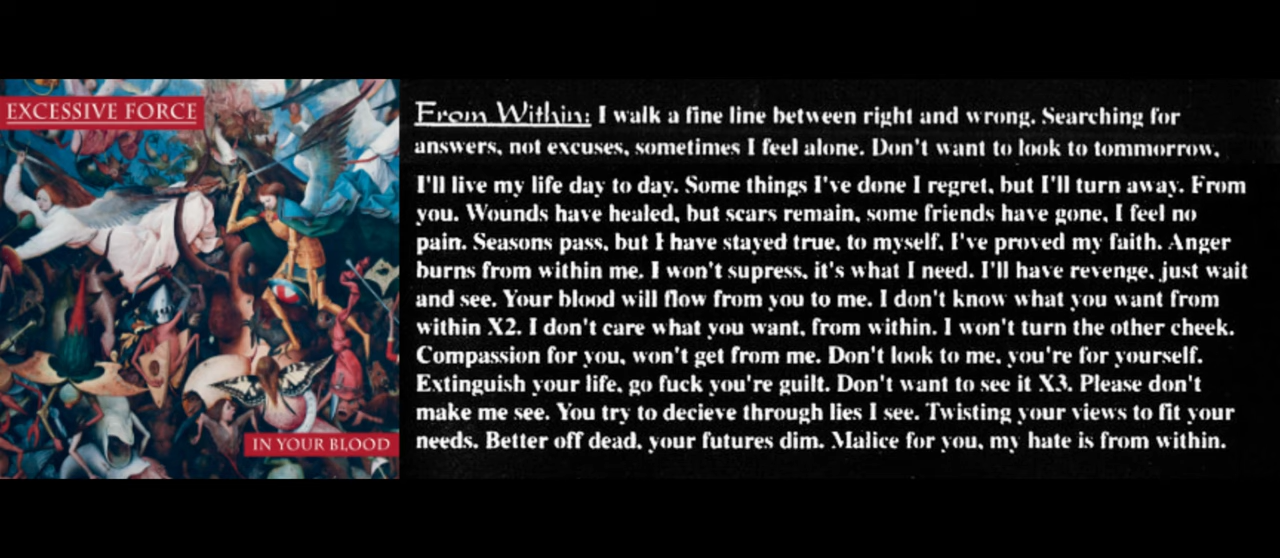 EXCESSIVE FORCE
IN YOUR BLOOD
From Within: I walk a fine line between right and wrong. Searching for
answers, not excuses, sometimes I feel alone. Don't want to look to tommorrow,
I'll live my life day to day. Some things I've done I regret, but I'll turn away. From
you. Wounds have healed, but scars remain, some friends have gone, I feel no
pain. Seasons pass, but I have stayed true, to myself, I've proved my faith. Anger
burns from within me. I won't supress, it's what I need. I'll have revenge, just wait
and see. Your blood will flow from you to me. I don't know what you want from
within X2. I don't care what you want, from within. I won't turn the other cheek.
Compassion for you, won't get from me. Don't look to me, you're for yourself.
Extinguish your life, go fuck you're guilt. Don't want to see it X3. Please don't
make me see. You try to decieve through lies I see. Twisting your views to fit your
needs. Better off dead, your futures dim. Malice for you, my hate is from within.